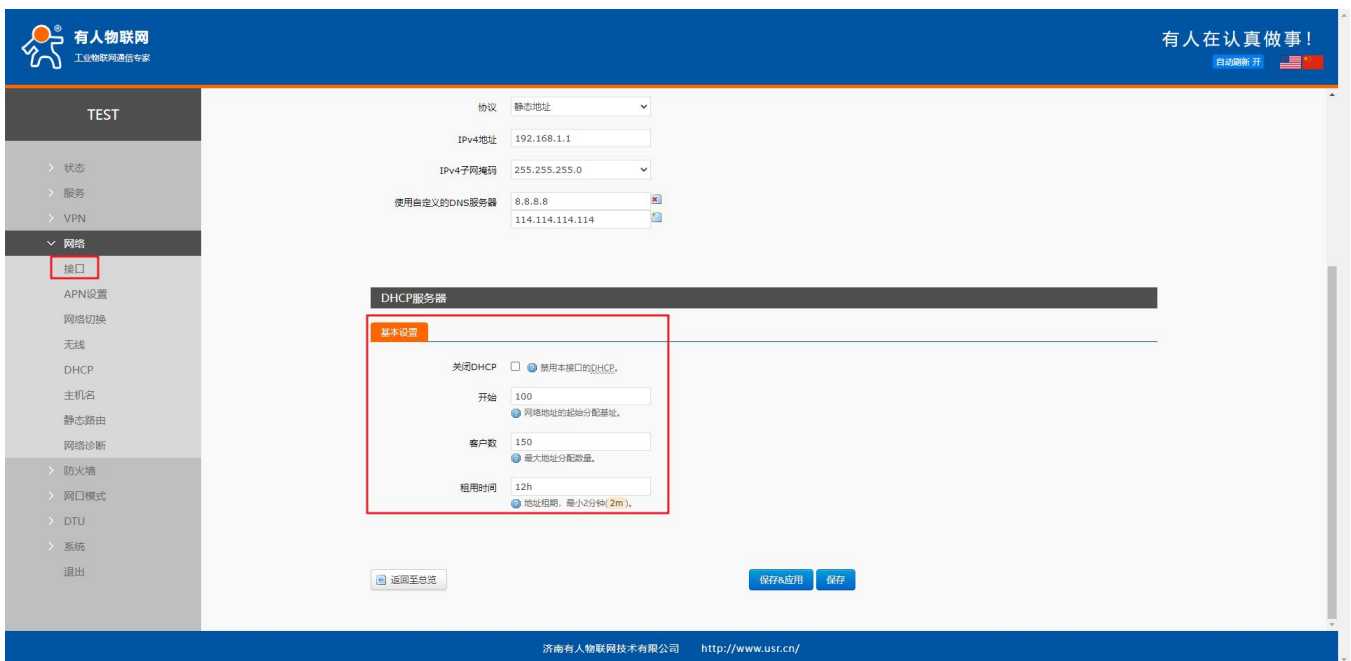 有人物联网
工业物联网通信专家
有人在认真做事！
自动刷新 开
TEST
状态
服务
VPN
网络
接口
APN设置
网络切换
无线
DHCP
主机名
静态路由
网络诊断
防火墙
网口模式
DTU
系统
退出
协议 静态地址
IPv4地址 192.168.1.1
IPv4子网掩码 255.255.255.0
使用自定义的DNS服务器 8.8.8.8
114.114.114.114
DHCP服务器
基本设置
关闭DHCP 禁用本接口的DHCP。
开始 100
网络地址的起始分配基址。
客户数 150
最大地址分配数量。
租用时间 12h
地址租期，最小2分钟(2m)。
返回至总览 保存&应用 保存
济南有人物联网技术有限公司 http://www.usr.cn/